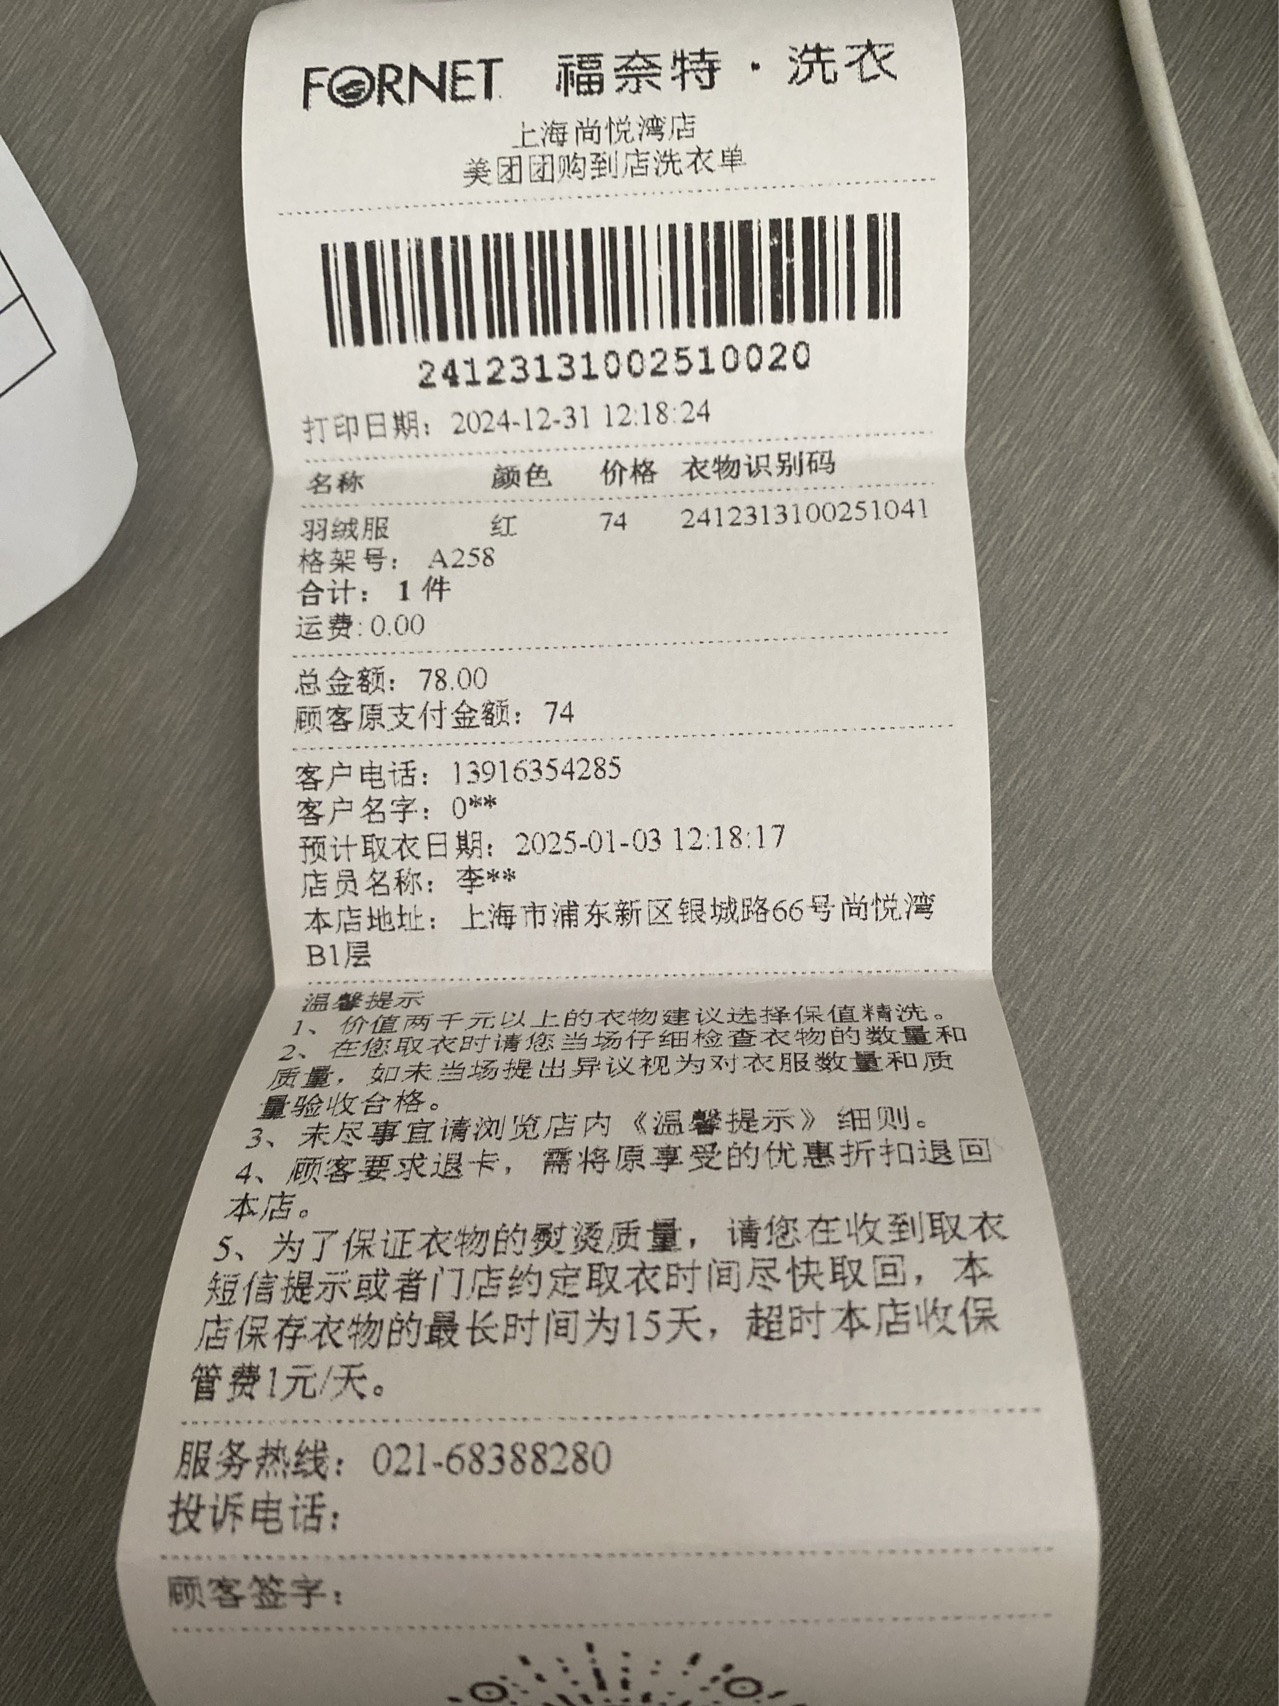 FORNET 福奈特·洗衣
上海尚悦湾店
美团团购到店洗衣单
24123131002510020
打印日期：2024-12-31 12:18:24
名称 颜色 价格 衣物识别码
羽绒服 红 74 2412313100251041
格架号：A258
合计：1 件
运费:0.00
总金额：78.00
顾客原支付金额：74
客户电话：13916354285
客户名字：0**
预计取衣日期：2025-01-03 12:18:17
店员名称：李**
本店地址：上海市浦东新区银城路66号尚悦湾
B1层
温馨提示
1、价值两千元以上的衣物建议选择保值精洗。
2、在您取衣时请您当场仔细检查衣物的数量和
质量，如未当场提出异议视为对衣服数量和质
量验收合格。
3、未尽事宜请浏览店内《温馨提示》细则。
4、顾客要求退卡，需将原享受的优惠折扣退回
本店。
5、为了保证衣物的熨烫质量，请您在收到取衣
短信提示或者门店约定取衣时间尽快取回，本
店保存衣物的最长时间为15天，超时本店收保
管费1元/天。
服务热线：021-68388280
投诉电话：
顾客签字：